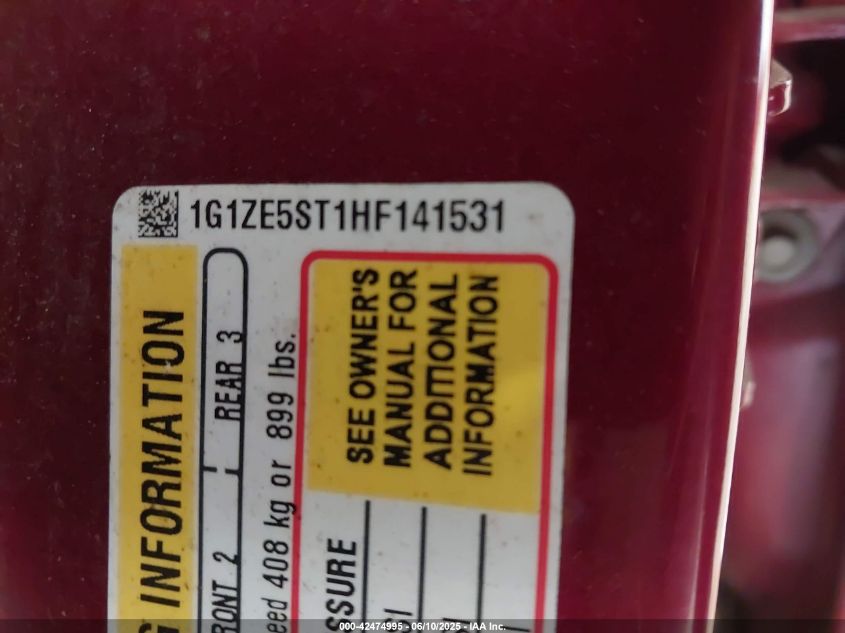 1G1ZE5ST1HF141531
G INFORMATION
RONT 2 : REAR 3
eed 408 kg or 899 lbs.
SEE OWNER'S
MANUAL FOR
ADDITIONAL
INFORMATION
SSURE
000-42474995 - 06/10/2025 - IAA Inc.